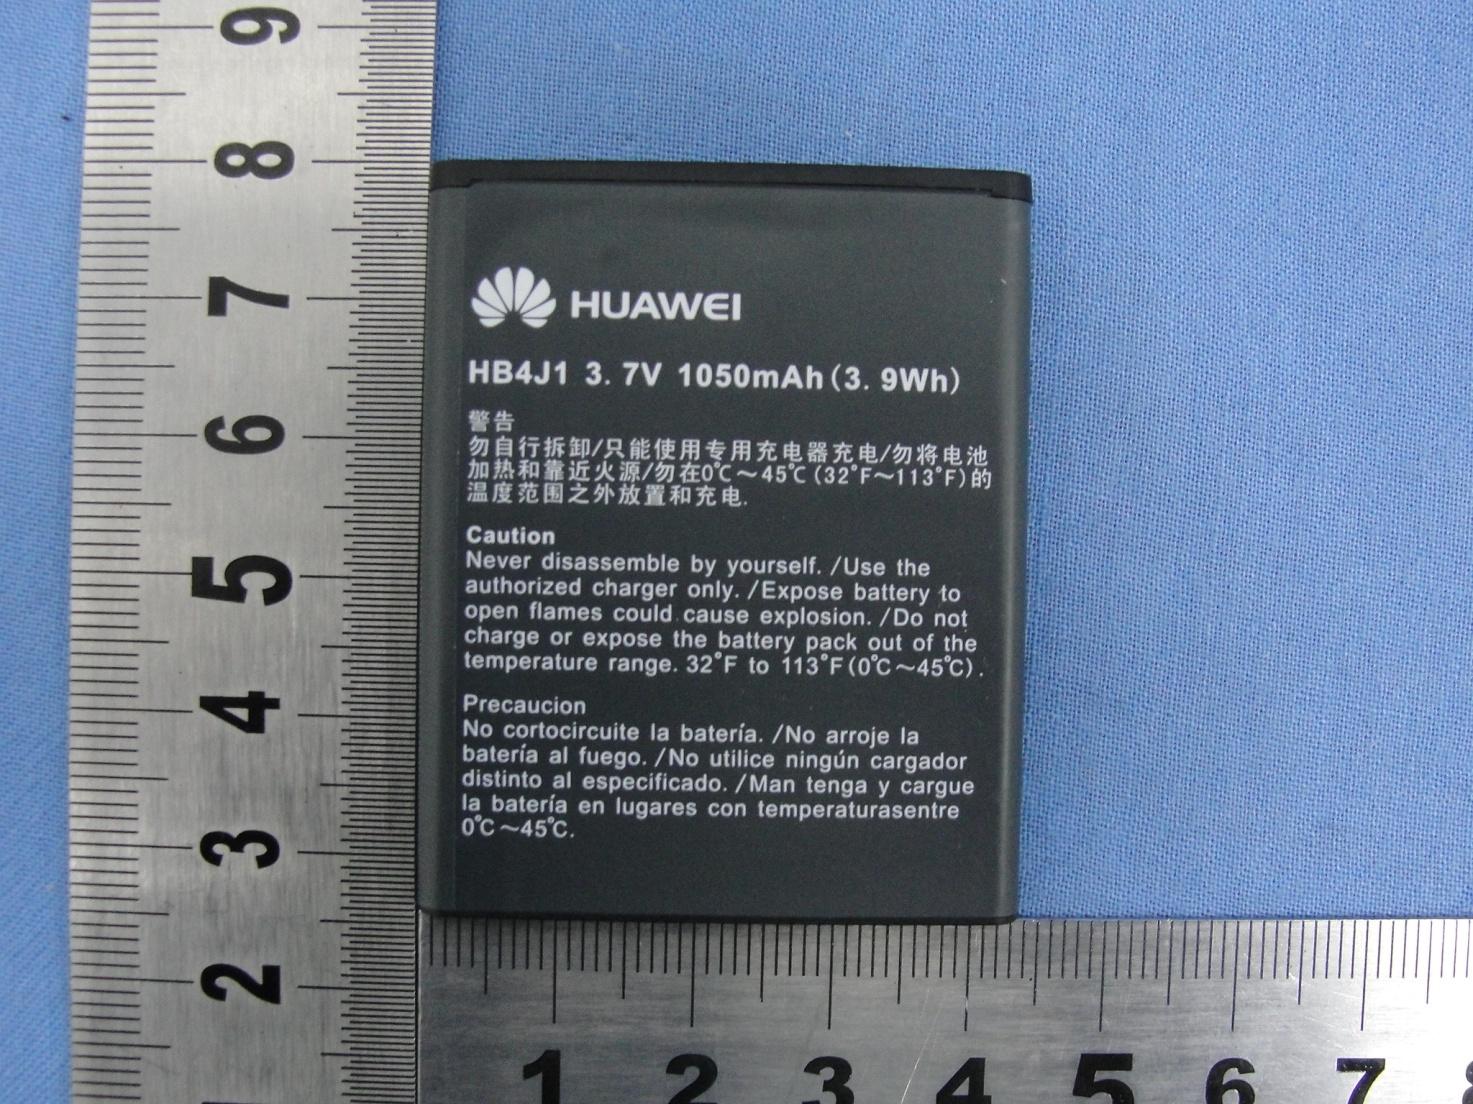 9
8
7
6
5
4
3
2
HUAWEI
HB4J1 3.7V 1050mAh(3.9Wh)
警告
勿自行拆卸/只能使用专用充电器充电/勿将电池
加热和靠近火源/勿在0℃～45℃(32°F～113°F)的
温度范围之外放置和充电.
Caution
Never disassemble by yourself. /Use the
authorized charger only. /Expose battery to
open flames could cause explosion. /Do not
charge or expose the battery pack out of the
temperature range. 32°F to 113°F(0℃～45℃).
Precaucion
No cortocircuite la batería. /No arroje la
batería al fuego. /No utilice ningún cargador
distinto al especificado. /Man tenga y cargue
la batería en lugares con temperaturasentre
0℃～45℃.
1 2 3 4 5 6 7